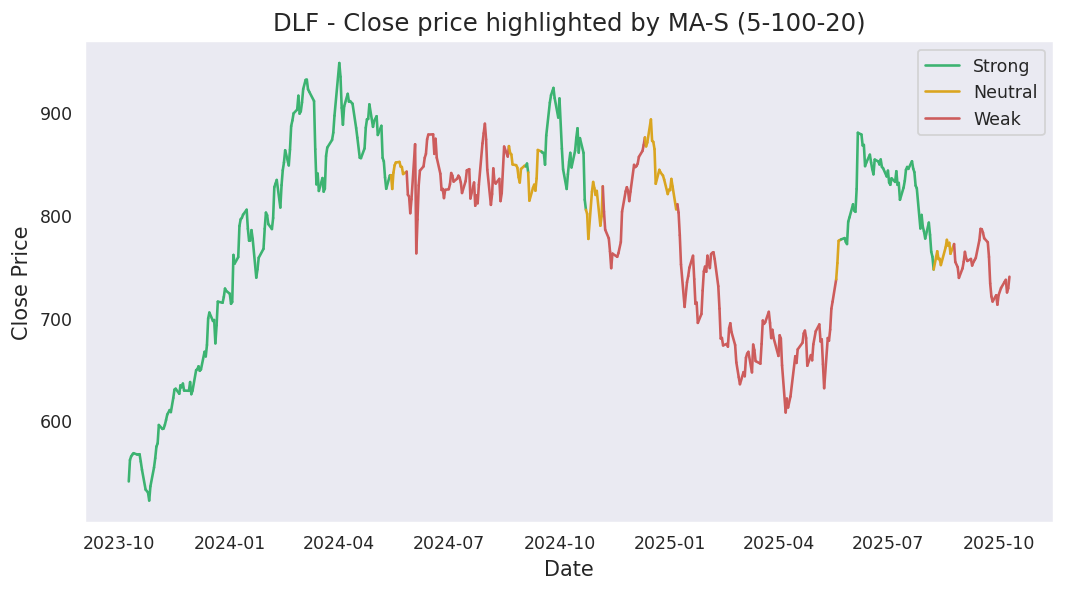 DLF - Close price highlighted by MA-S (5-100-20)
Strong
Neutral
Weak
Close Price
900
800
700
600
2023-10 2024-01 2024-04 2024-07 2024-10 2025-01 2025-04 2025-07 2025-10
Date